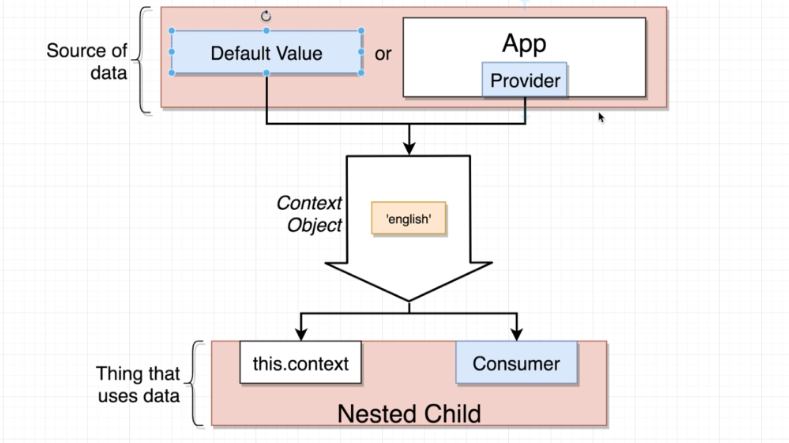 Source of
data
Default Value
or
App
Provider
Context
Object
'english'
Thing that
uses data
this.context
Consumer
Nested Child